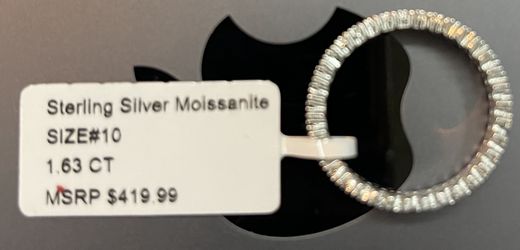 Sterling Silver Moissanite
SIZE#10
1.63 CT
MSRP $419.99